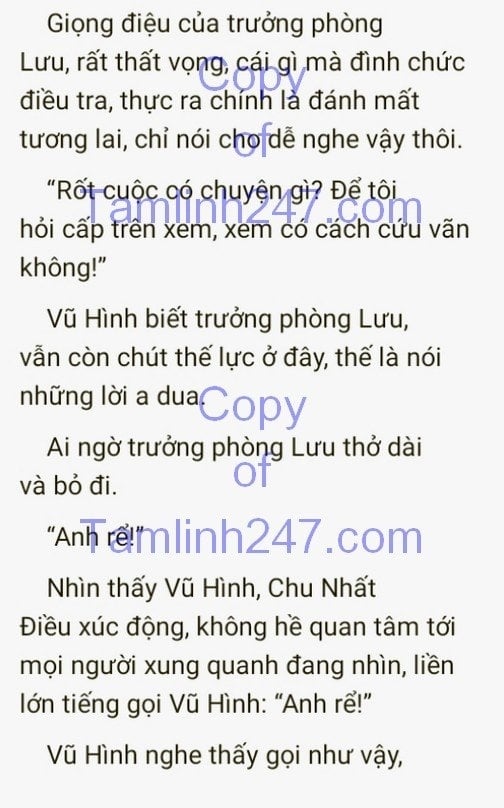 Giọng điệu của trưởng phòng
Lưu, rất thất vọng, cái gì mà đình chức
điều tra, thực ra chính là đánh mất
tương lai, chỉ nói cho dễ nghe vậy thôi.
“Rốt cuộc có chuyện gì? Để tôi
hỏi cấp trên xem, xem có cách cứu vãn
không!”
Vũ Hình biết trưởng phòng Lưu,
vẫn còn chút thế lực ở đây, thế là nói
những lời a dua.
Ai ngờ trưởng phòng Lưu thở dài
và bỏ đi.
“Anh rể!”
Nhìn thấy Vũ Hình, Chu Nhất
Điều xúc động, không hề quan tâm tới
mọi người xung quanh đang nhìn, liền
lớn tiếng gọi Vũ Hình: “Anh rể!”
Vũ Hình nghe thấy gọi như vậy,
Copy
of
Tamlinh247.com
Copy
of
Tamlinh247.com